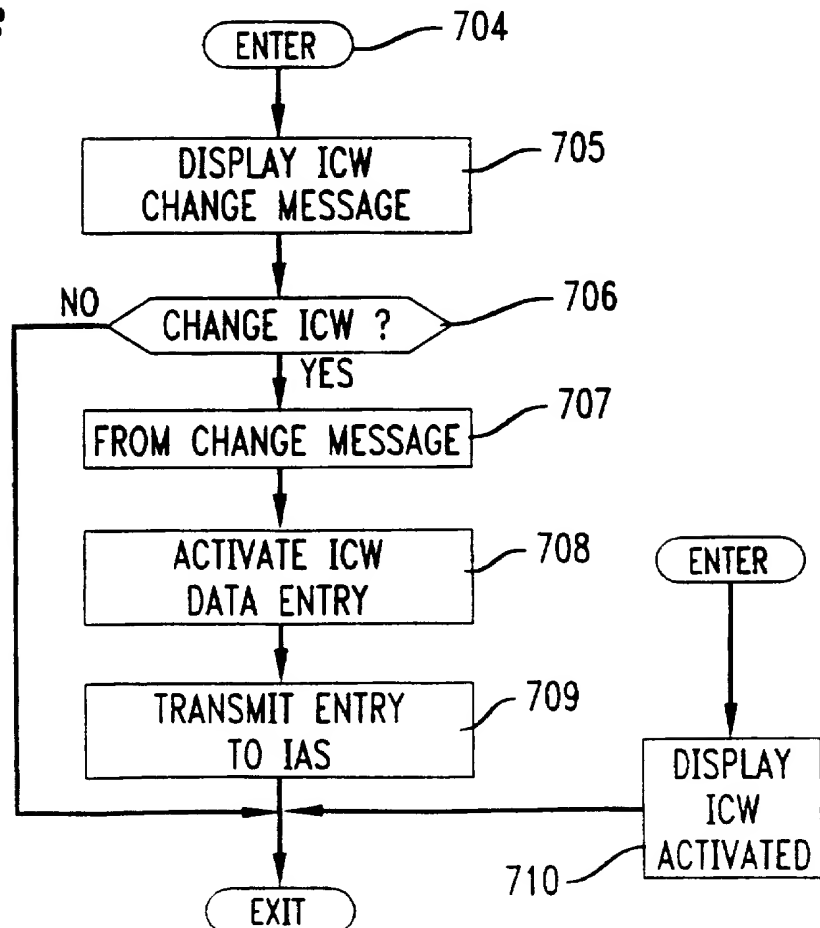 ENTER
704
DISPLAY ICW
CHANGE MESSAGE
705
NO
CHANGE ICW ?
706
YES
FROM CHANGE MESSAGE
707
ACTIVATE ICW
DATA ENTRY
708
ENTER
TRANSMIT ENTRY
TO IAS
709
DISPLAY
ICW
ACTIVATED
710
EXIT